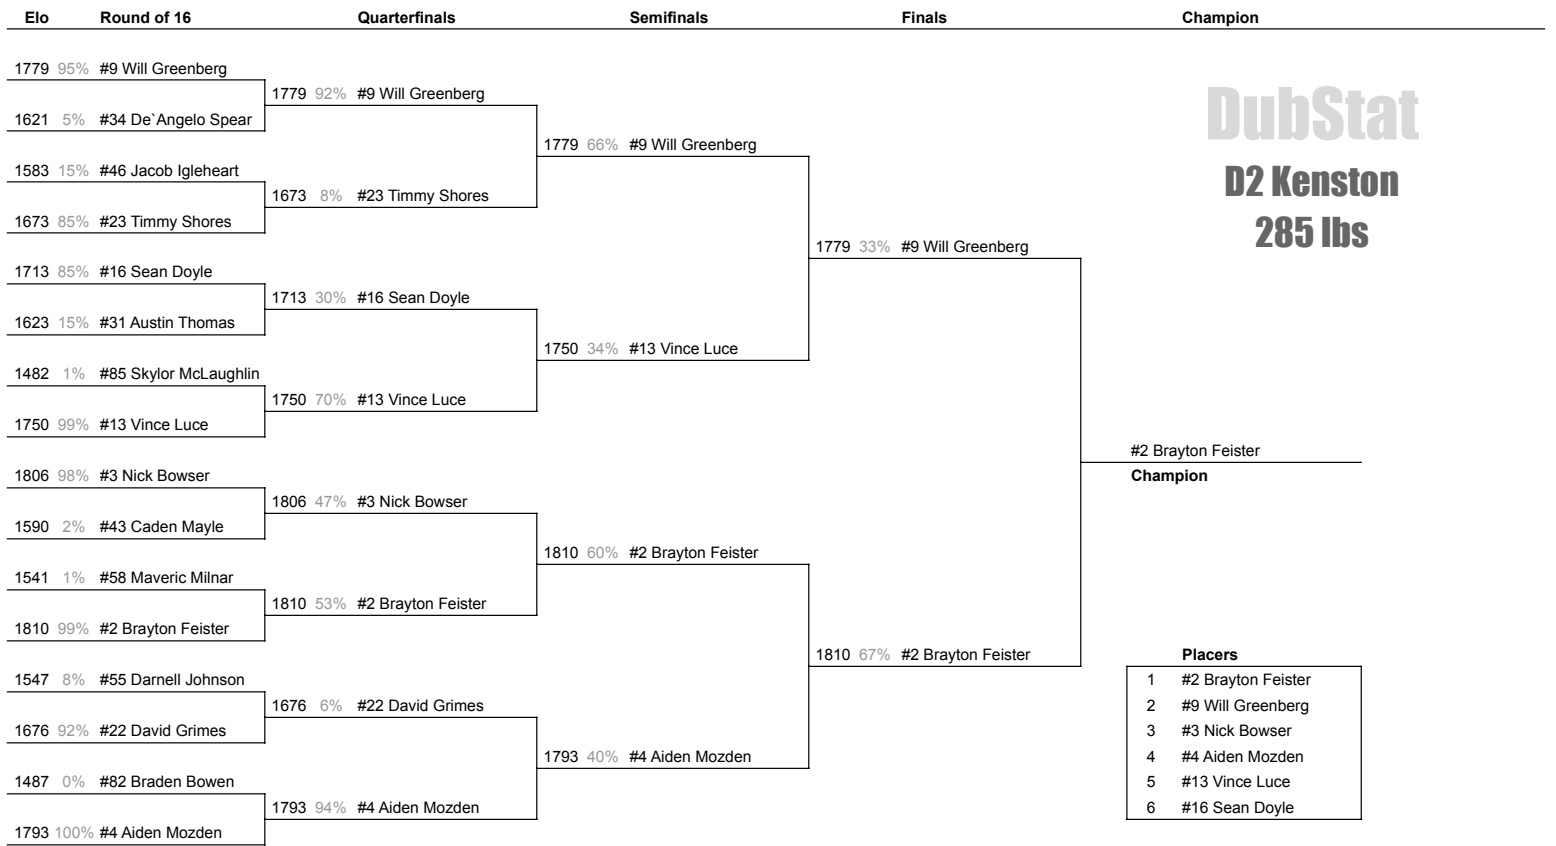 Elo Round of 16 Quarterfinals Semifinals Finals Champion
1779 95% #9 Will Greenberg
1779 92% #9 Will Greenberg
DubStat
1621 5% #34 De`Angelo Spear
1779 66% #9 Will Greenberg
1583 15% #46 Jacob Igleheart
D2 Kenston
1673 8% #23 Timmy Shores
1673 85% #23 Timmy Shores
285 lbs
1779 33% #9 Will Greenberg
1713 85% #16 Sean Doyle
1713 30% #16 Sean Doyle
1623 15% #31 Austin Thomas
1750 34% #13 Vince Luce
1482 1% #85 Skylor McLaughlin
1750 70% #13 Vince Luce
1750 99% #13 Vince Luce
#2 Brayton Feister
1806 98% #3 Nick Bowser
Champion
1806 47% #3 Nick Bowser
1590 2% #43 Caden Mayle
1810 60% #2 Brayton Feister
1541 1% #58 Maveric Milnar
1810 53% #2 Brayton Feister
1810 99% #2 Brayton Feister
1810 67% #2 Brayton Feister
Placers
1547 8% #55 Darnell Johnson
1 #2 Brayton Feister
1676 6% #22 David Grimes
2 #9 Will Greenberg
1676 92% #22 David Grimes
3 #3 Nick Bowser
1793 40% #4 Aiden Mozden
4 #4 Aiden Mozden
1487 0% #82 Braden Bowen
5 #13 Vince Luce
1793 94% #4 Aiden Mozden
6 #16 Sean Doyle
1793 100% #4 Aiden Mozden